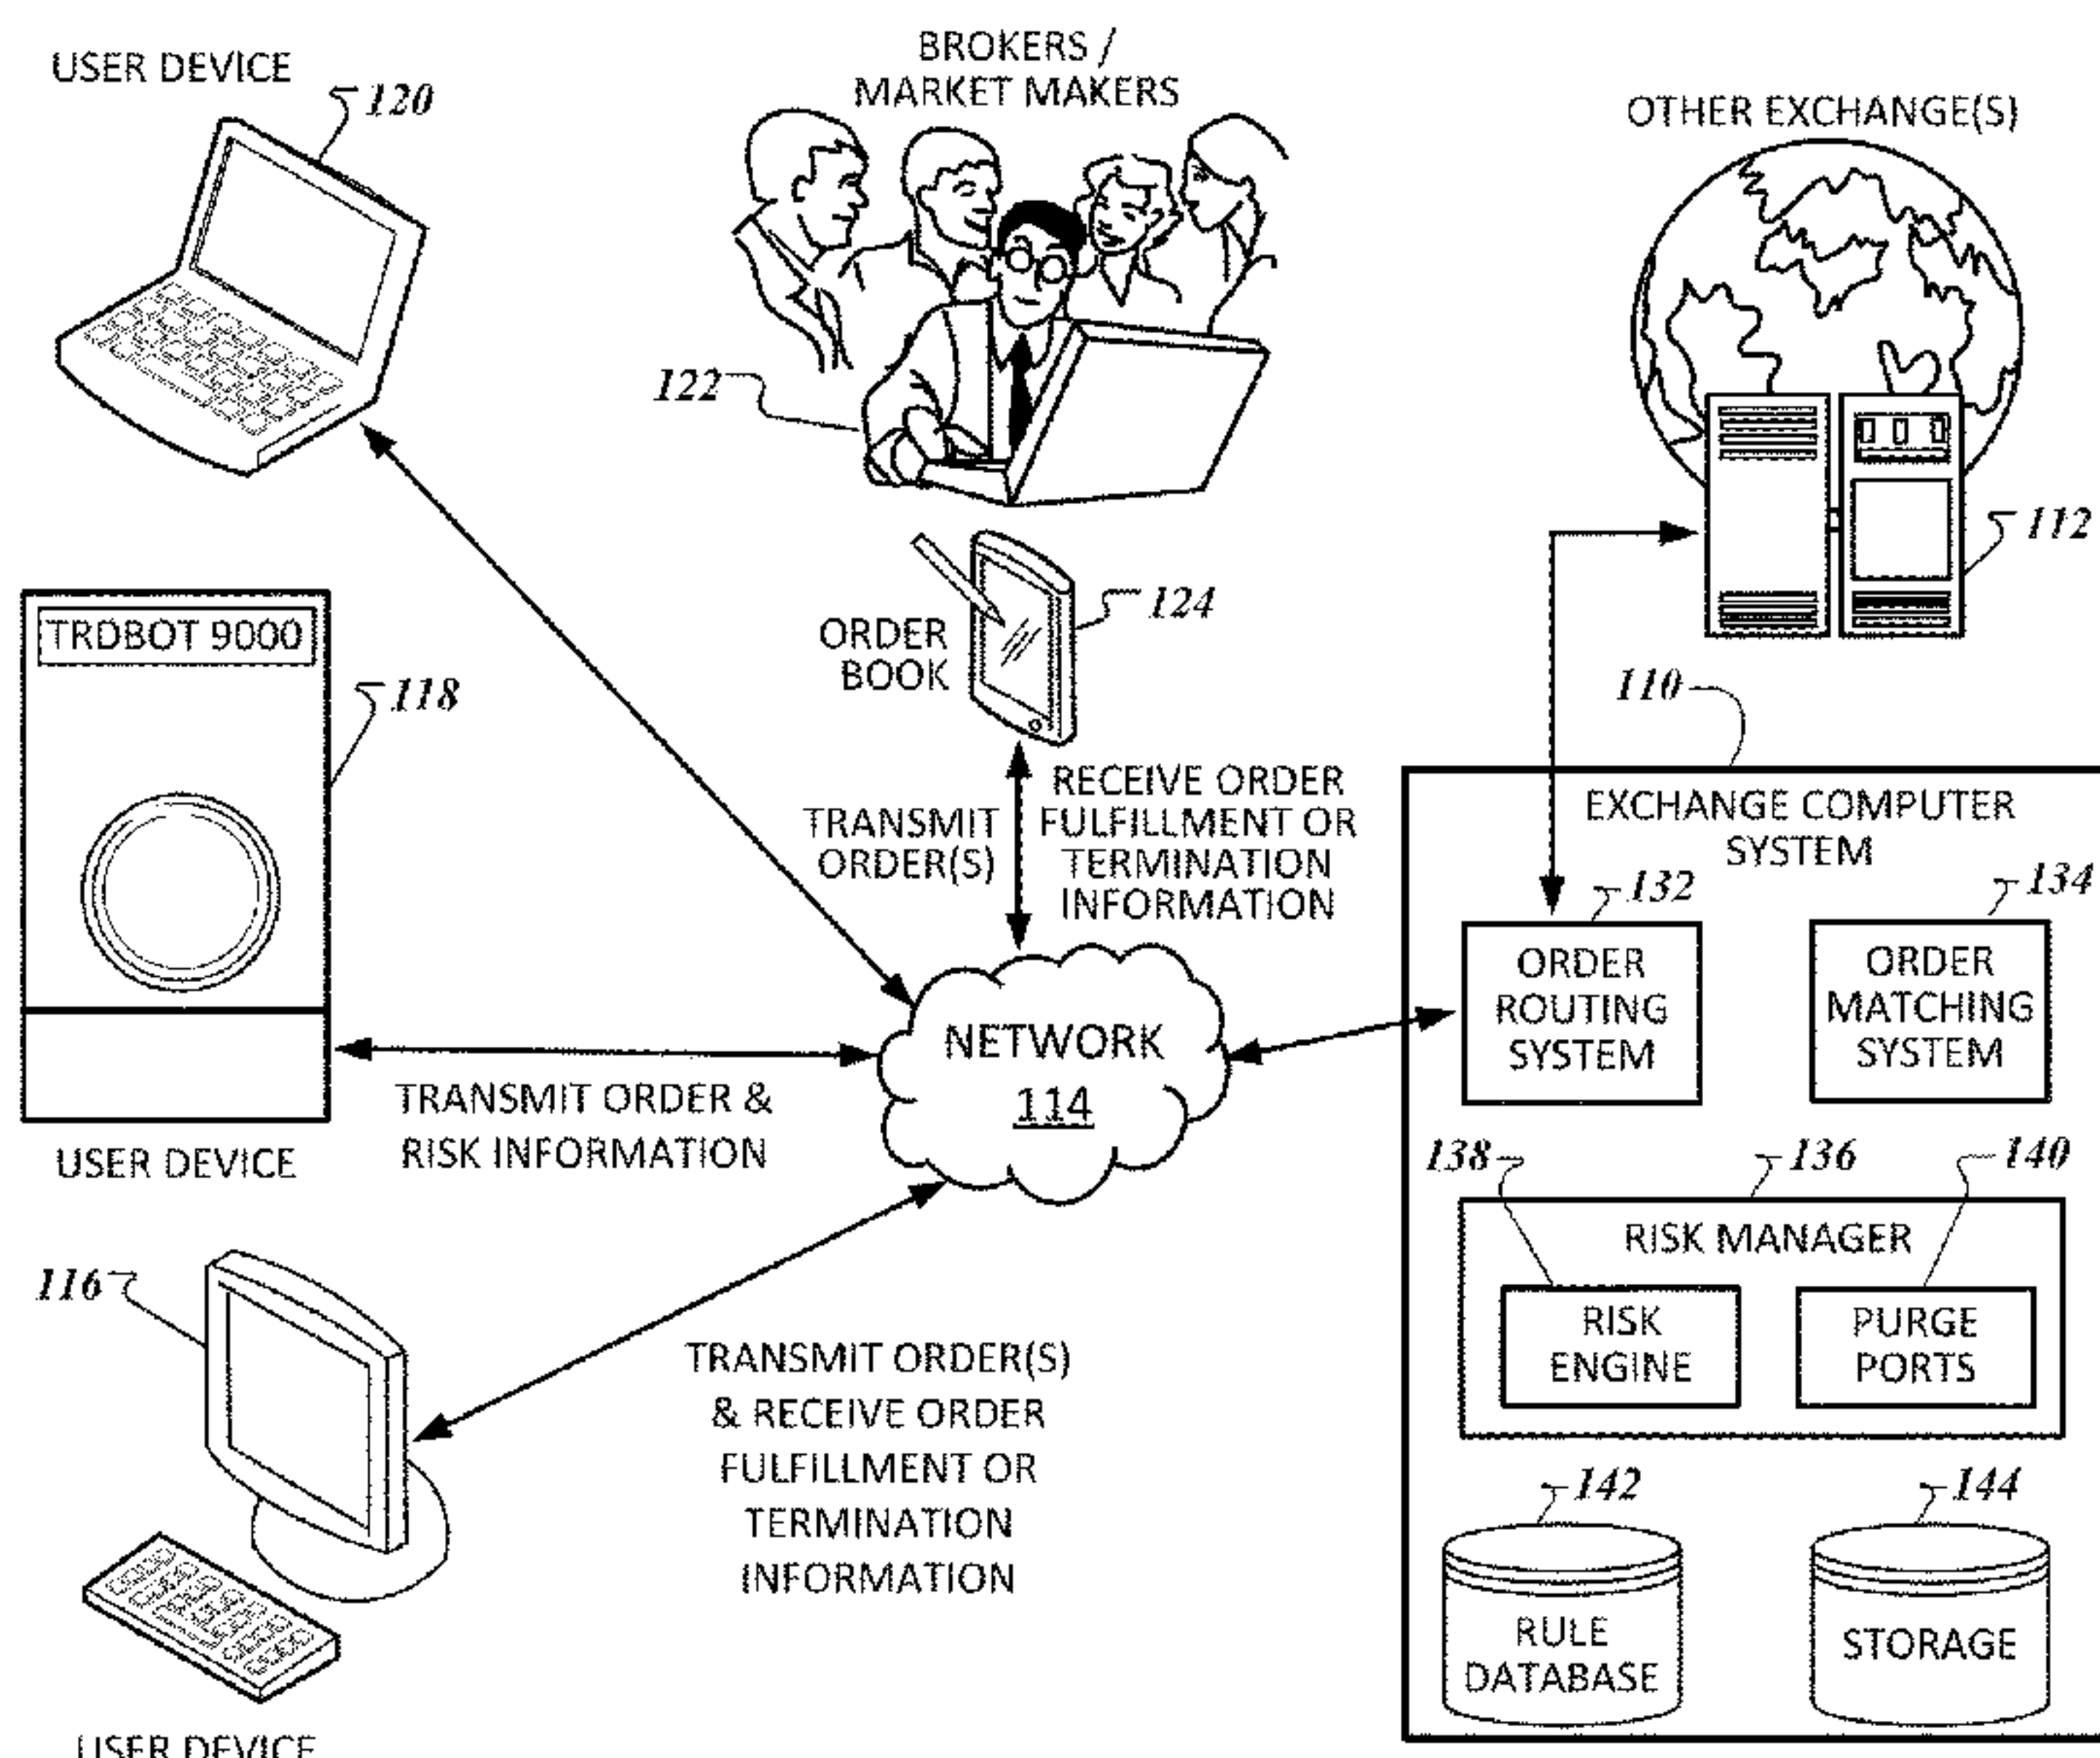 USER DEVICE
120
BROKERS /
MARKET MAKERS
OTHER EXCHANGE(S)
122
112
TRDBOT 9000
118
USER DEVICE
ORDER
BOOK
124
TRANSMIT
ORDER(S)
RECEIVE ORDER
FULFILLMENT OR
TERMINATION
INFORMATION
110
EXCHANGE COMPUTER
SYSTEM
132
ORDER
ROUTING
SYSTEM
134
ORDER
MATCHING
SYSTEM
NETWORK
114
TRANSMIT ORDER &
RISK INFORMATION
138
136
140
RISK MANAGER
RISK
ENGINE
PURGE
PORTS
116
TRANSMIT ORDER(S)
& RECEIVE ORDER
FULFILLMENT OR
TERMINATION
INFORMATION
142
RULE
DATABASE
144
STORAGE
USER DEVICE